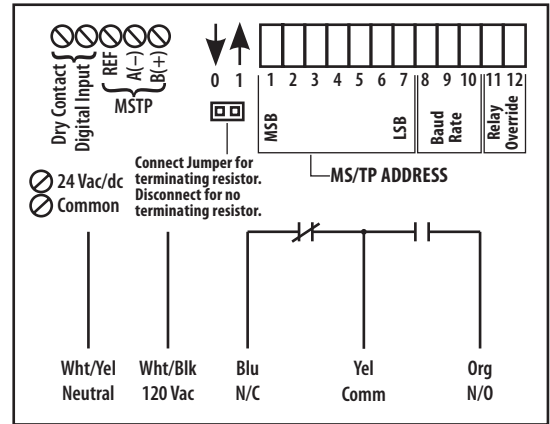 Dry Contact
Digital Input
REF
A(−)
B(+)
MSTP
0 1
1 2 3 4 5 6 7 8 9 10 11 12
MSB
LSB
Baud
Rate
Relay
Override
MS/TP ADDRESS
Connect Jumper for
terminating resistor.
Disconnect for no
terminating resistor.
24 Vac/dc
Common
Wht/Yel
Neutral
Wht/Blk
120 Vac
Blu
N/C
Yel
Comm
Org
N/O